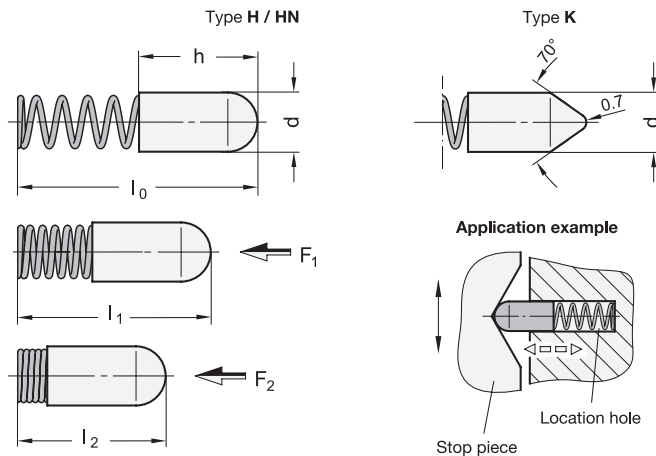 Type H / HN
h
d
l0
F1
l1
F2
l2
Type K
70°
0.7
d
Application example
Location hole
Stop piece